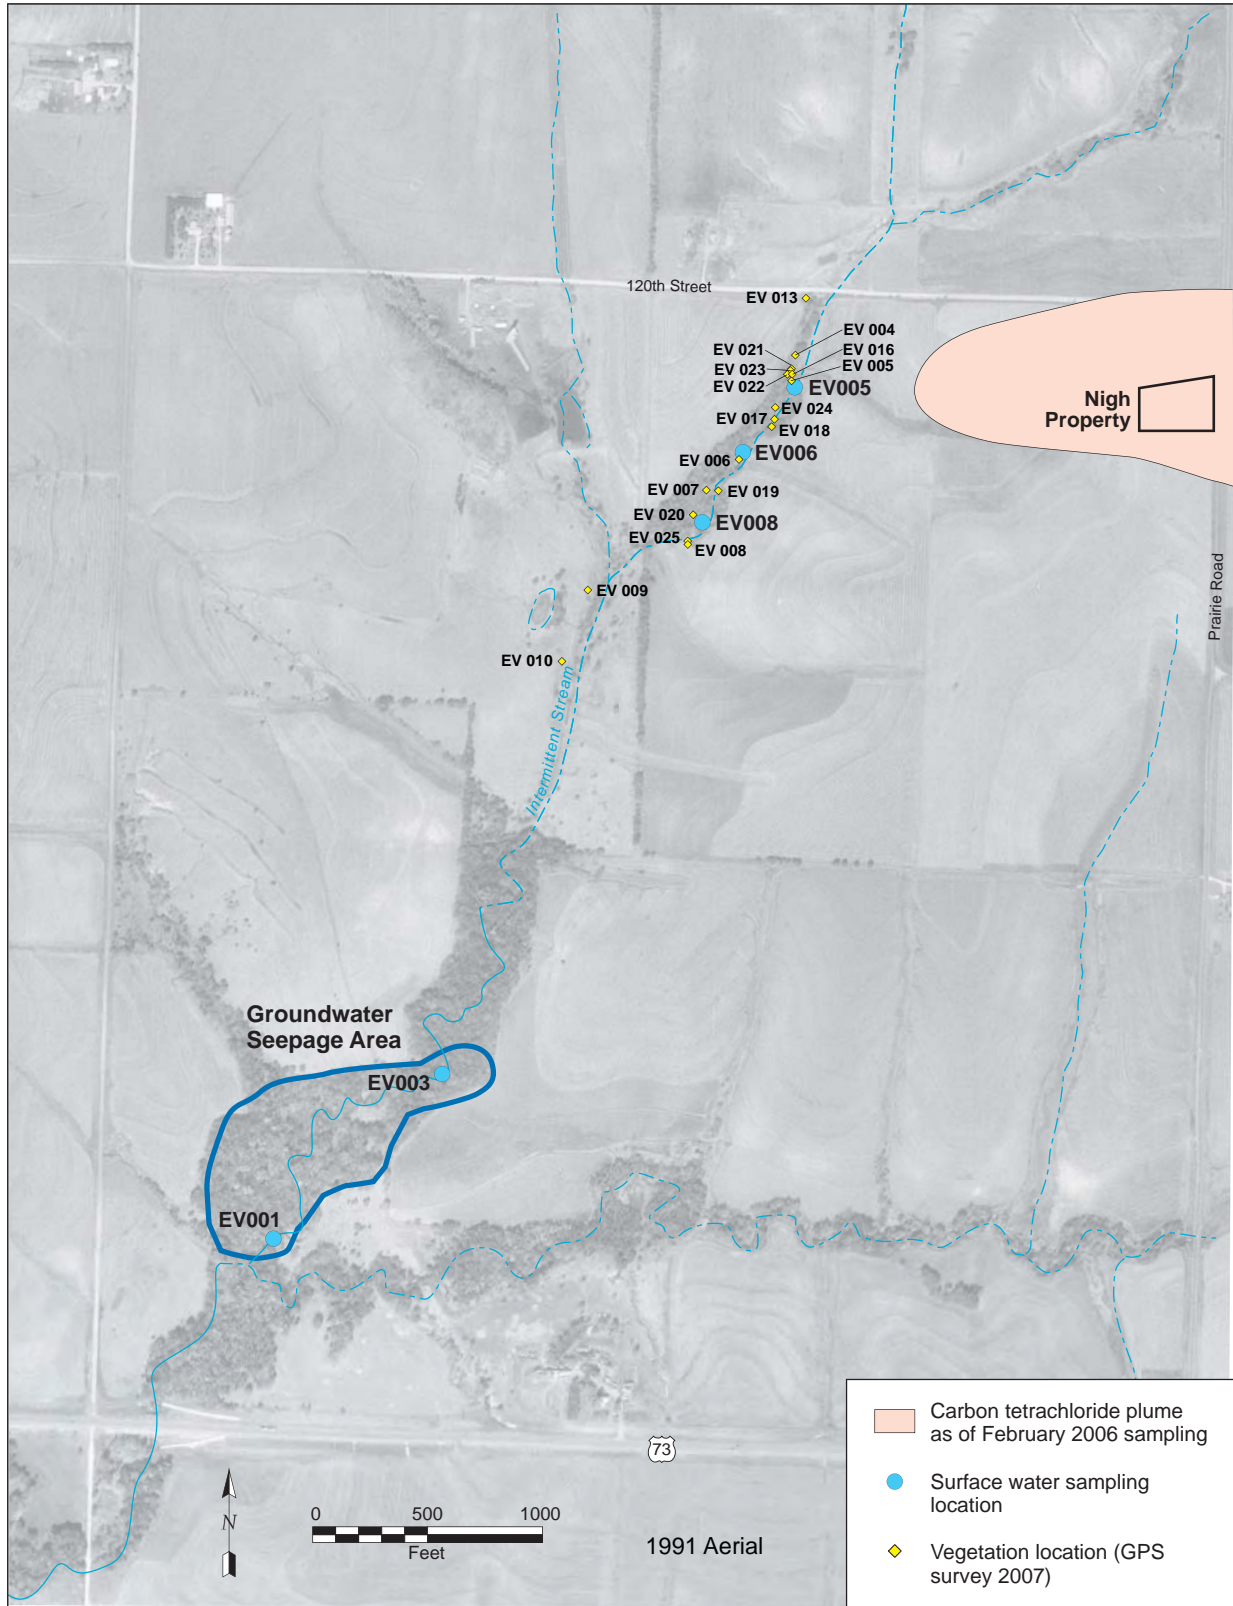 120th Street
EV 013
EV 004
EV 021
EV 016
EV 023
EV 005
EV 022
EV005
Nigh
Property
EV 024
EV 017
EV 018
EV006
EV 006
EV 007
EV 019
EV 020
EV008
EV 025
EV 008
EV 009
Prairie Road
EV 010
Intermittent Stream
Groundwater
Seepage Area
EV003
EV001
73
N
0 500 1000
Feet
1991 Aerial
Carbon tetrachloride plume
as of February 2006 sampling
Surface water sampling
location
Vegetation location (GPS
survey 2007)